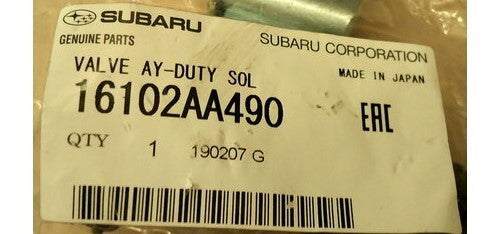 SUBARU
GENUINE PARTS
SUBARU CORPORATION
VALVE AY-DUTY SOL
MADE IN JAPAN
16102AA490
EAC
QTY 1 190207 G